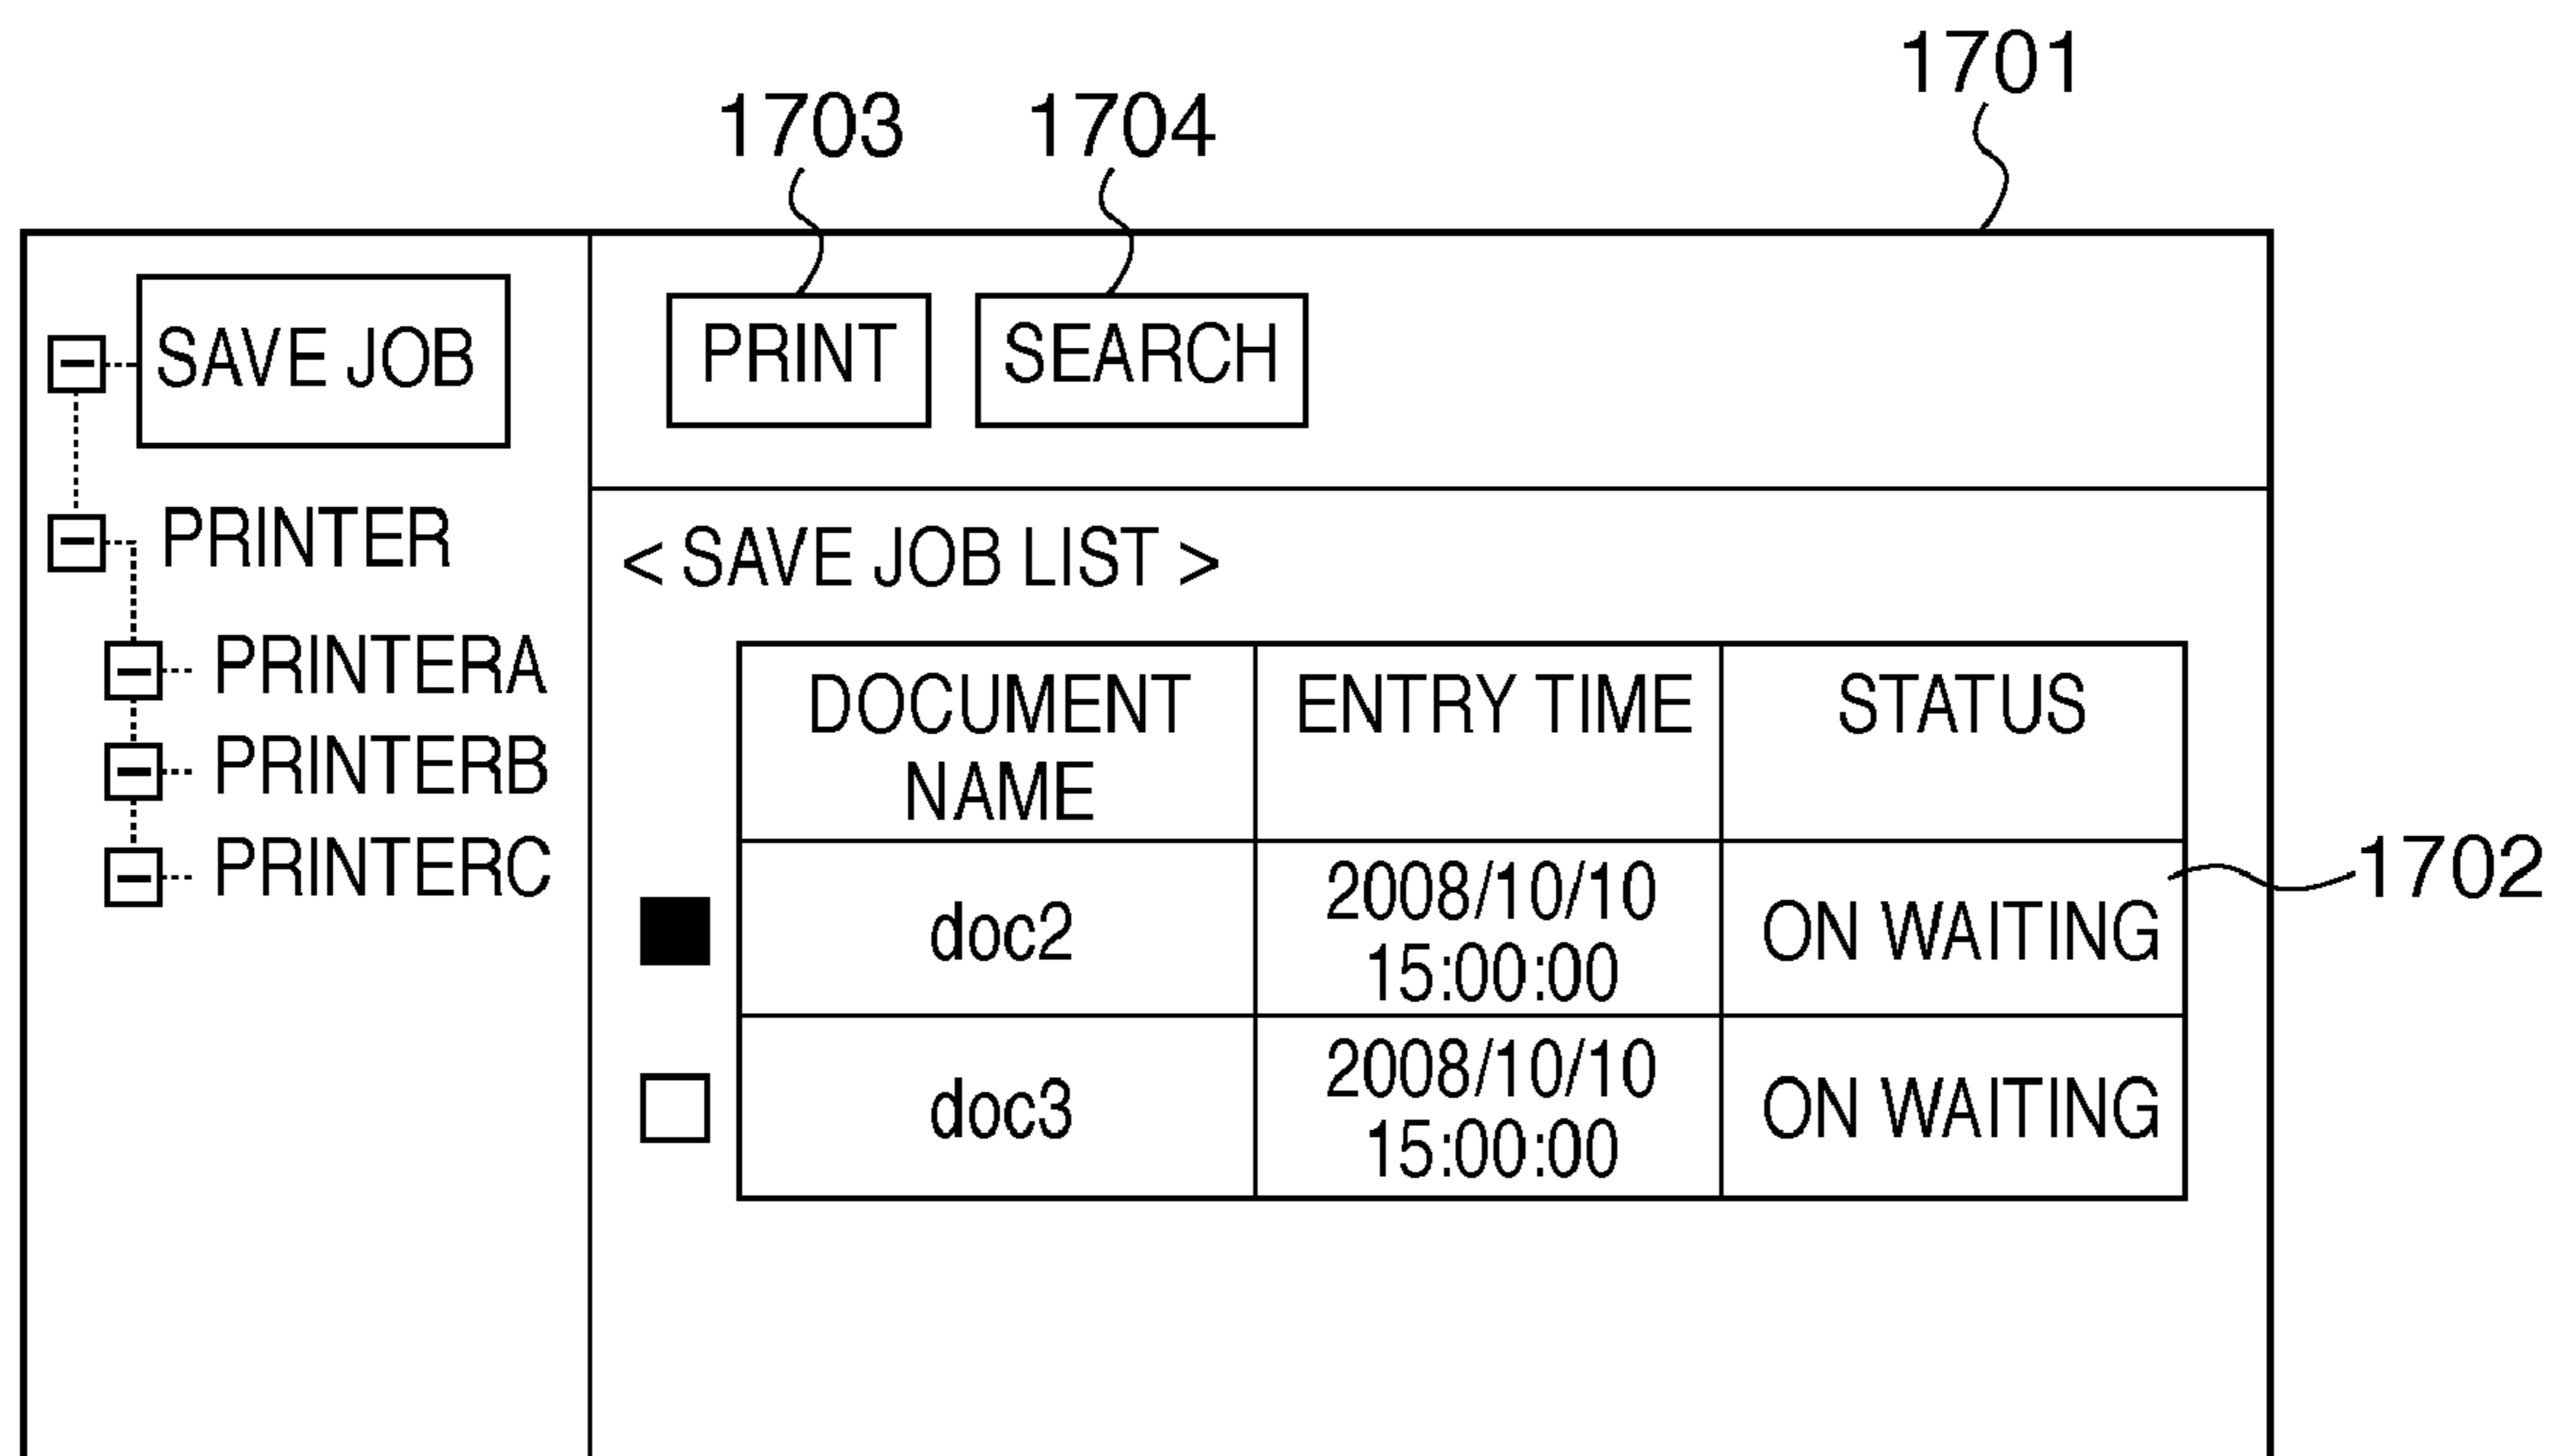 1701
1703 1704
SAVE JOB
PRINT SEARCH
PRINTER
PRINTERA
PRINTERB
PRINTERC
< SAVE JOB LIST >
DOCUMENT NAME ENTRY TIME STATUS
doc2 2008/10/10 15:00:00 ON WAITING
1702
doc3 2008/10/10 15:00:00 ON WAITING